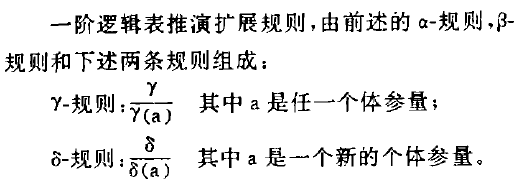 一阶逻辑表推演扩展规则,由前述的 α-规则,β-
规则和下述两条规则组成:
γ-规则:γ/γ(a) 其中 a 是任一个体参量;
δ-规则:δ/δ(a) 其中 a 是一个新的个体参量。